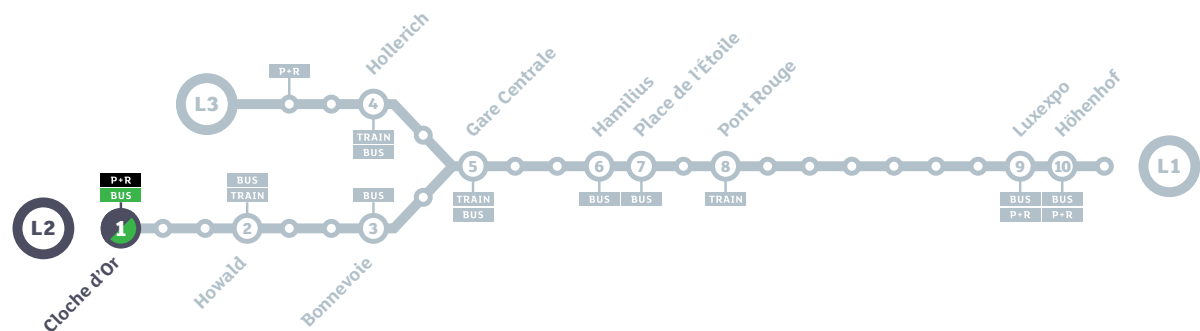 L3
P+R
4
Hollerich
TRAIN
BUS
L2
P+R
BUS
1
Cloche d'Or
BUS
TRAIN
2
Howald
BUS
3
Bonnevoie
5
Gare Centrale
TRAIN
BUS
6
Hamilius
BUS
7
Place de l'Étoile
BUS
8
Pont Rouge
TRAIN
9
Luxexpo
BUS
P+R
10
Höhenhof
BUS
P+R
L1